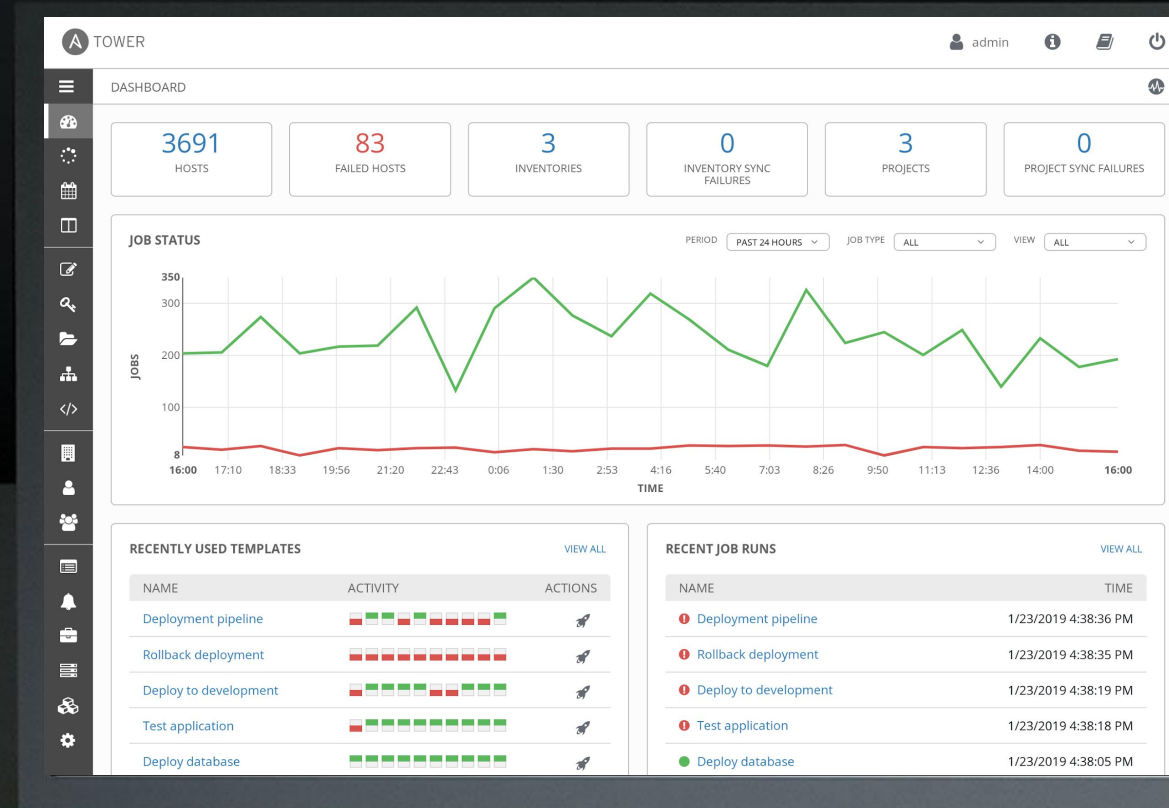 TOWER
admin
DASHBOARD
3691
HOSTS
83
FAILED HOSTS
3
INVENTORIES
0
INVENTORY SYNC
FAILURES
3
PROJECTS
0
PROJECT SYNC FAILURES
JOB STATUS
PERIOD PAST 24 HOURS JOB TYPE ALL VIEW ALL
350
300
200
100
8
JOBS
16:00 17:10 18:33 19:56 21:20 22:43 0:06 1:30 2:53 4:16 5:40 7:03 8:26 9:50 11:13 12:36 14:00 16:00
TIME
RECENTLY USED TEMPLATES VIEW ALL
NAME ACTIVITY ACTIONS
Deployment pipeline
Rollback deployment
Deploy to development
Test application
Deploy database
RECENT JOB RUNS VIEW ALL
NAME TIME
Deployment pipeline 1/23/2019 4:38:36 PM
Rollback deployment 1/23/2019 4:38:35 PM
Deploy to development 1/23/2019 4:38:19 PM
Test application 1/23/2019 4:38:18 PM
Deploy database 1/23/2019 4:38:05 PM